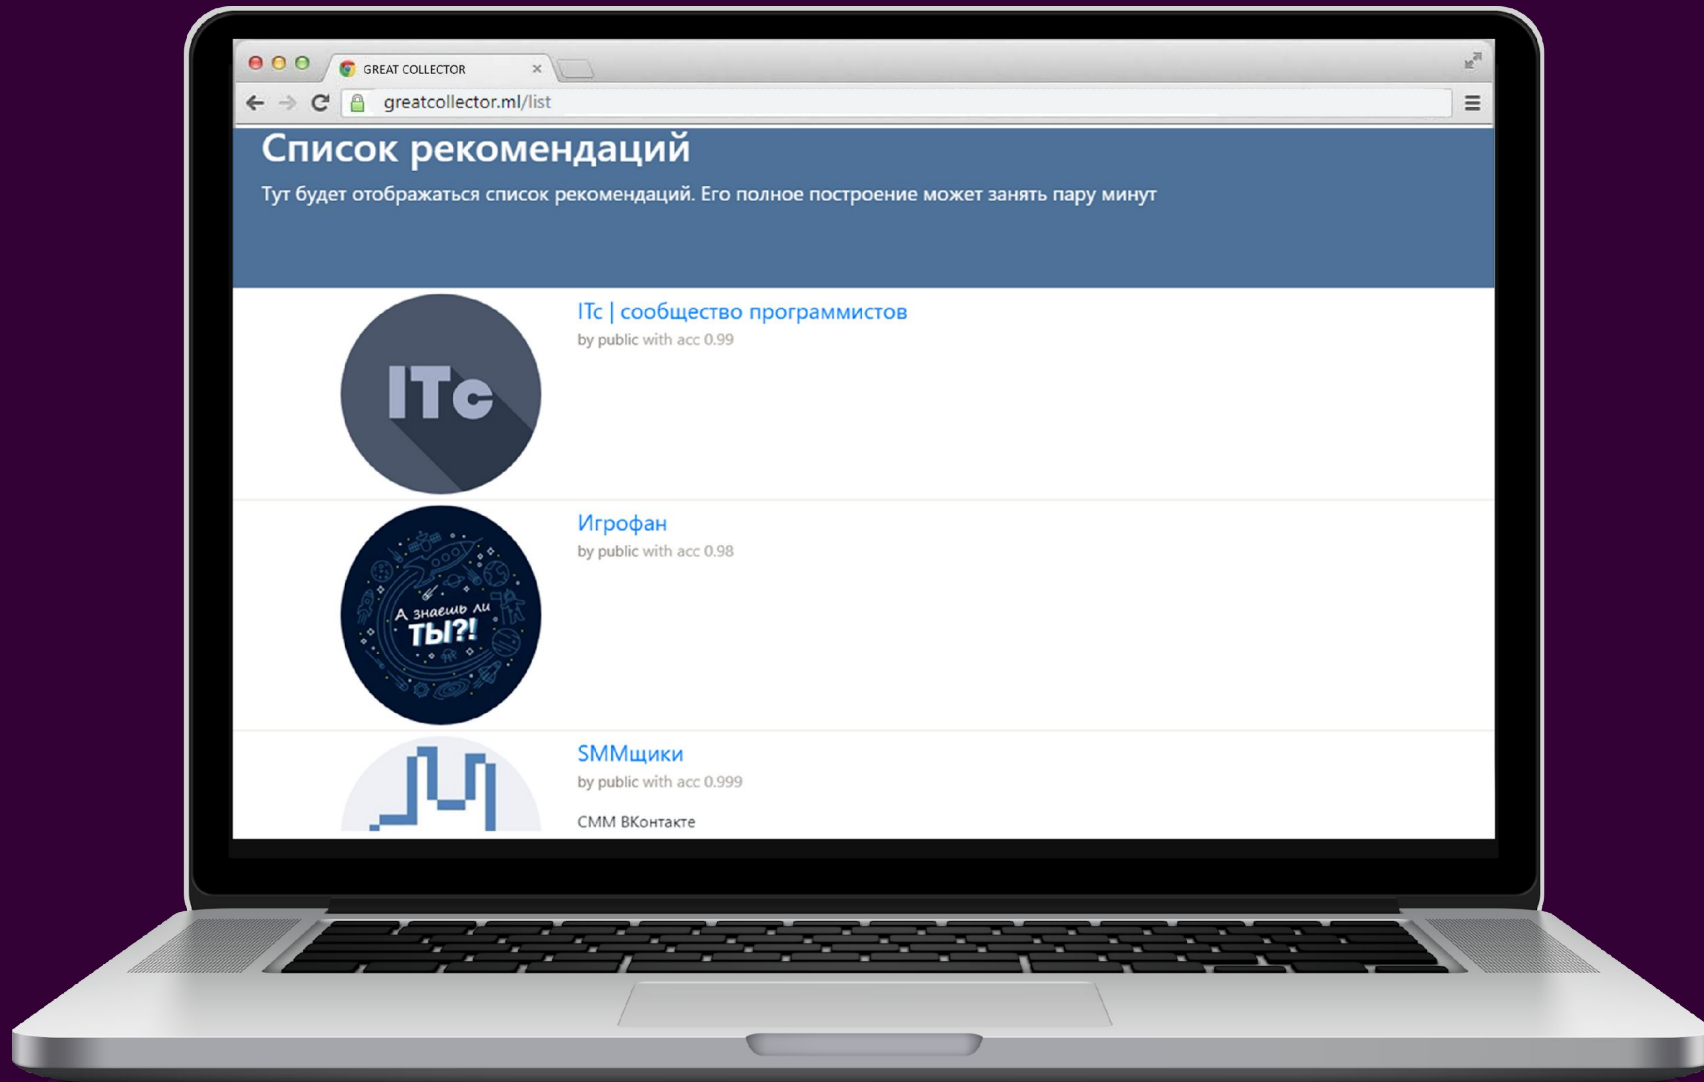 GREAT COLLECTOR
greatcollector.ml/list
Список рекомендаций
Тут будет отображаться список рекомендаций. Его полное построение может занять пару минут
ITc
ITc | сообщество программистов
by public with acc 0.99
А знаешь ли
ТЫ?!
Игрофан
by public with acc 0.98
SMMщики
by public with acc 0.999
СММ ВКонтакте